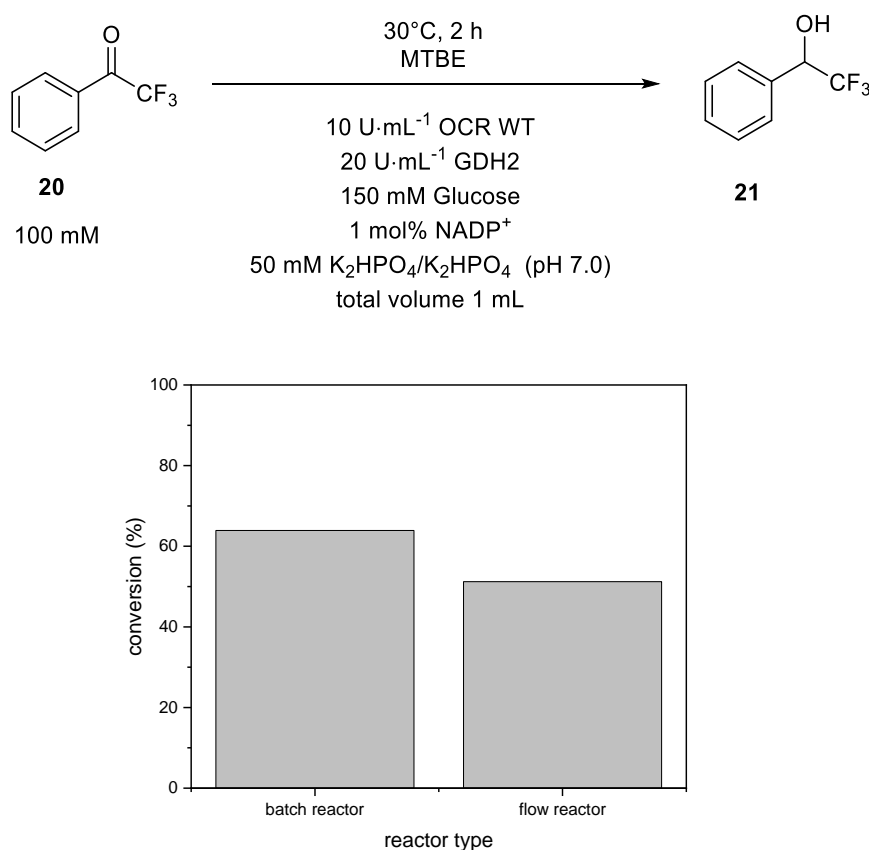 30°C, 2 h
MTBE
O
CF₃
OH
CF₃
10 U·mL⁻¹ OCR WT
20 U·mL⁻¹ GDH2
150 mM Glucose
1 mol% NADP⁺
50 mM K₂HPO₄/K₂HPO₄ (pH 7.0)
total volume 1 mL
20
100 mM
21
100
80
60
40
20
0
conversion (%)
batch reactor flow reactor
reactor type